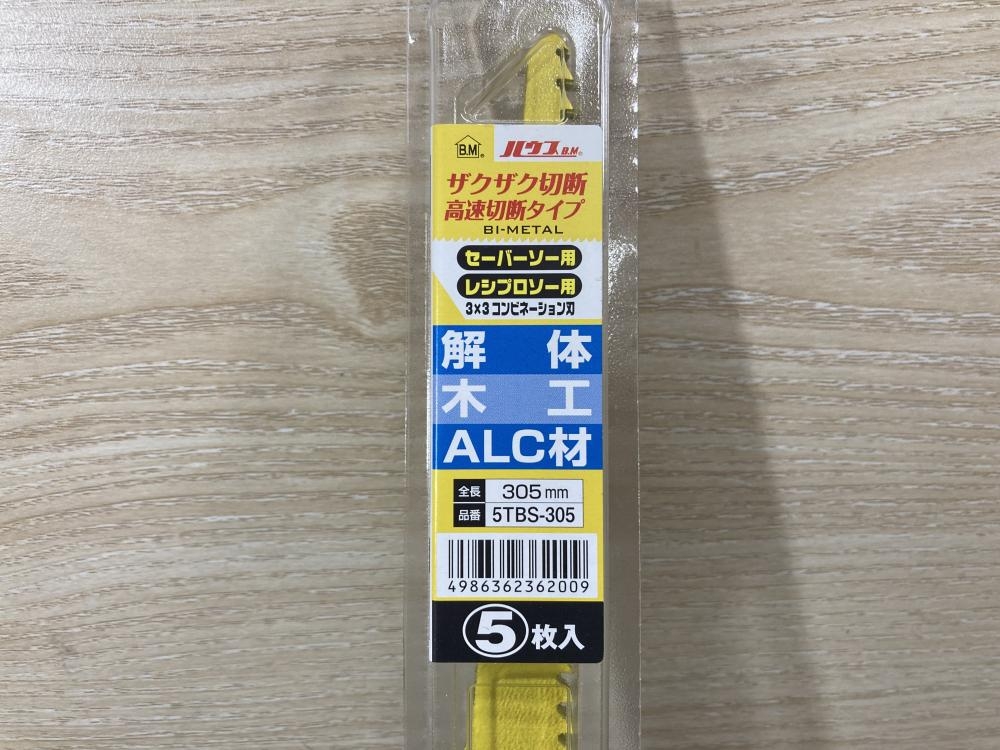 B.M®
ハウスB.M®
ザクザク切断
高速切断タイプ
BI-METAL
セーバーソー用
レシプロソー用
3×3コンビネーション刃
解 体
木 工
ALC材
全長 305mm
品番 5TBS-305
4986362362009
5枚入